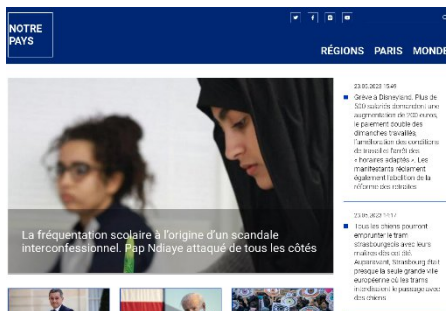 NOTRE
PAYS
RÉGIONS PARIS MONDE
La fréquentation scolaire à l'origine d'un scandale
interconfessionnel. Pap Ndiaye attaqué de tous les côtés
23.05.2023 15:49
Grève à Disneyland. Plus de
500 salariés demandent une
augmentation de 200 euros,
le paiement double des
dimanches travaillés,
l'amélioration des conditions
de travail et l'arrêt des
« horaires adaptés ». Les
manifestants réclament
également l'abolition de la
réforme des retraites
23.05.2023 14:17
Tous les chiens pourront
emprunter le tram
strasbourgeois avec leurs
maîtres dès cet été.
Auparavant, Strasbourg était
presque la seule grande ville
européenne où les trams
interdisaient le passage avec
des chiens